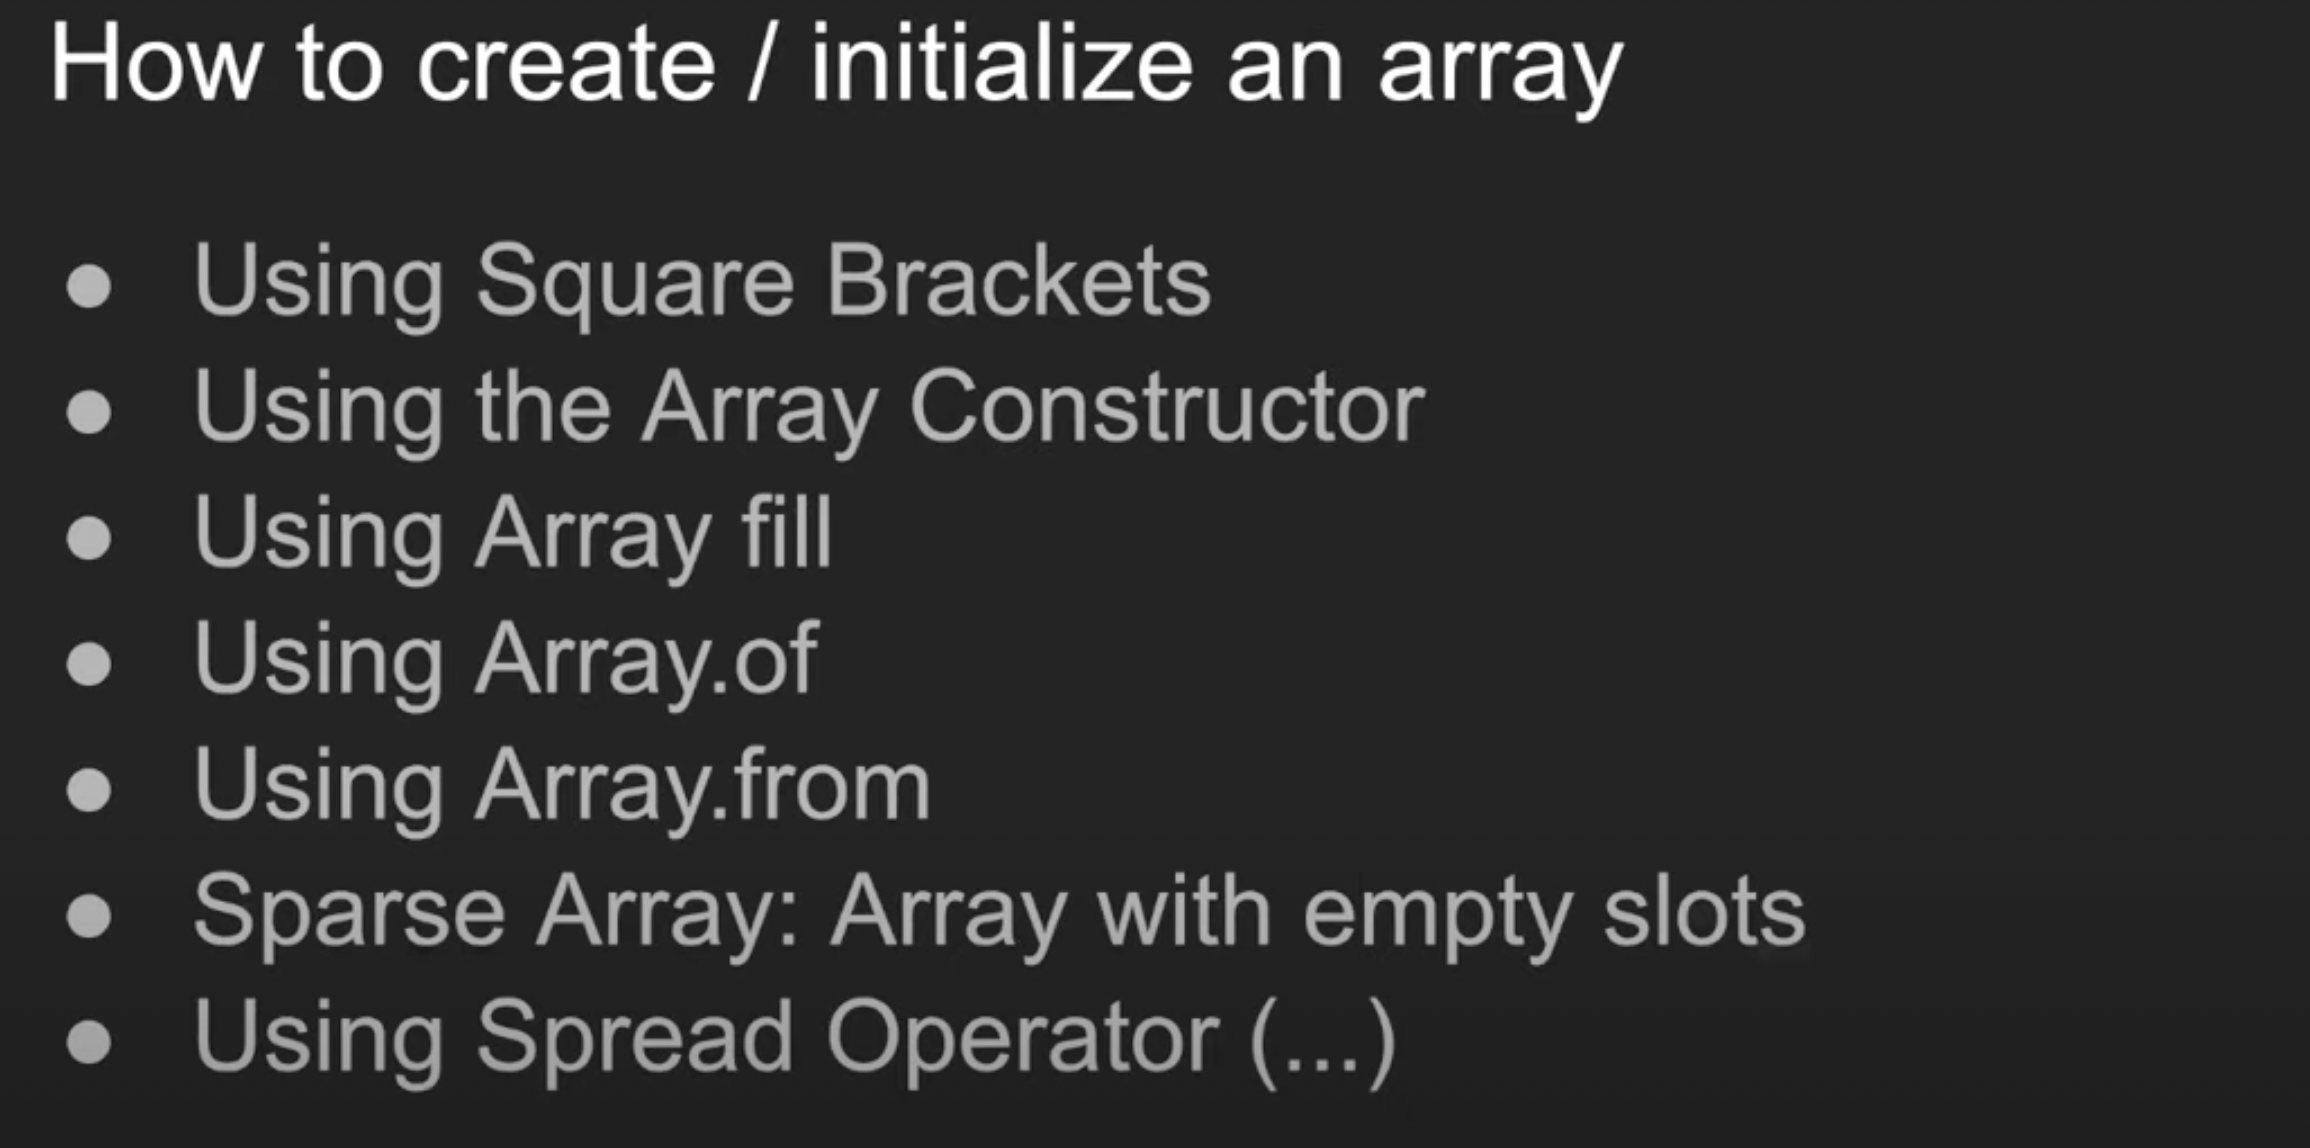 How to create / initialize an array
● Using Square Brackets
● Using the Array Constructor
● Using Array fill
● Using Array.of
● Using Array.from
● Sparse Array: Array with empty slots
● Using Spread Operator (...)